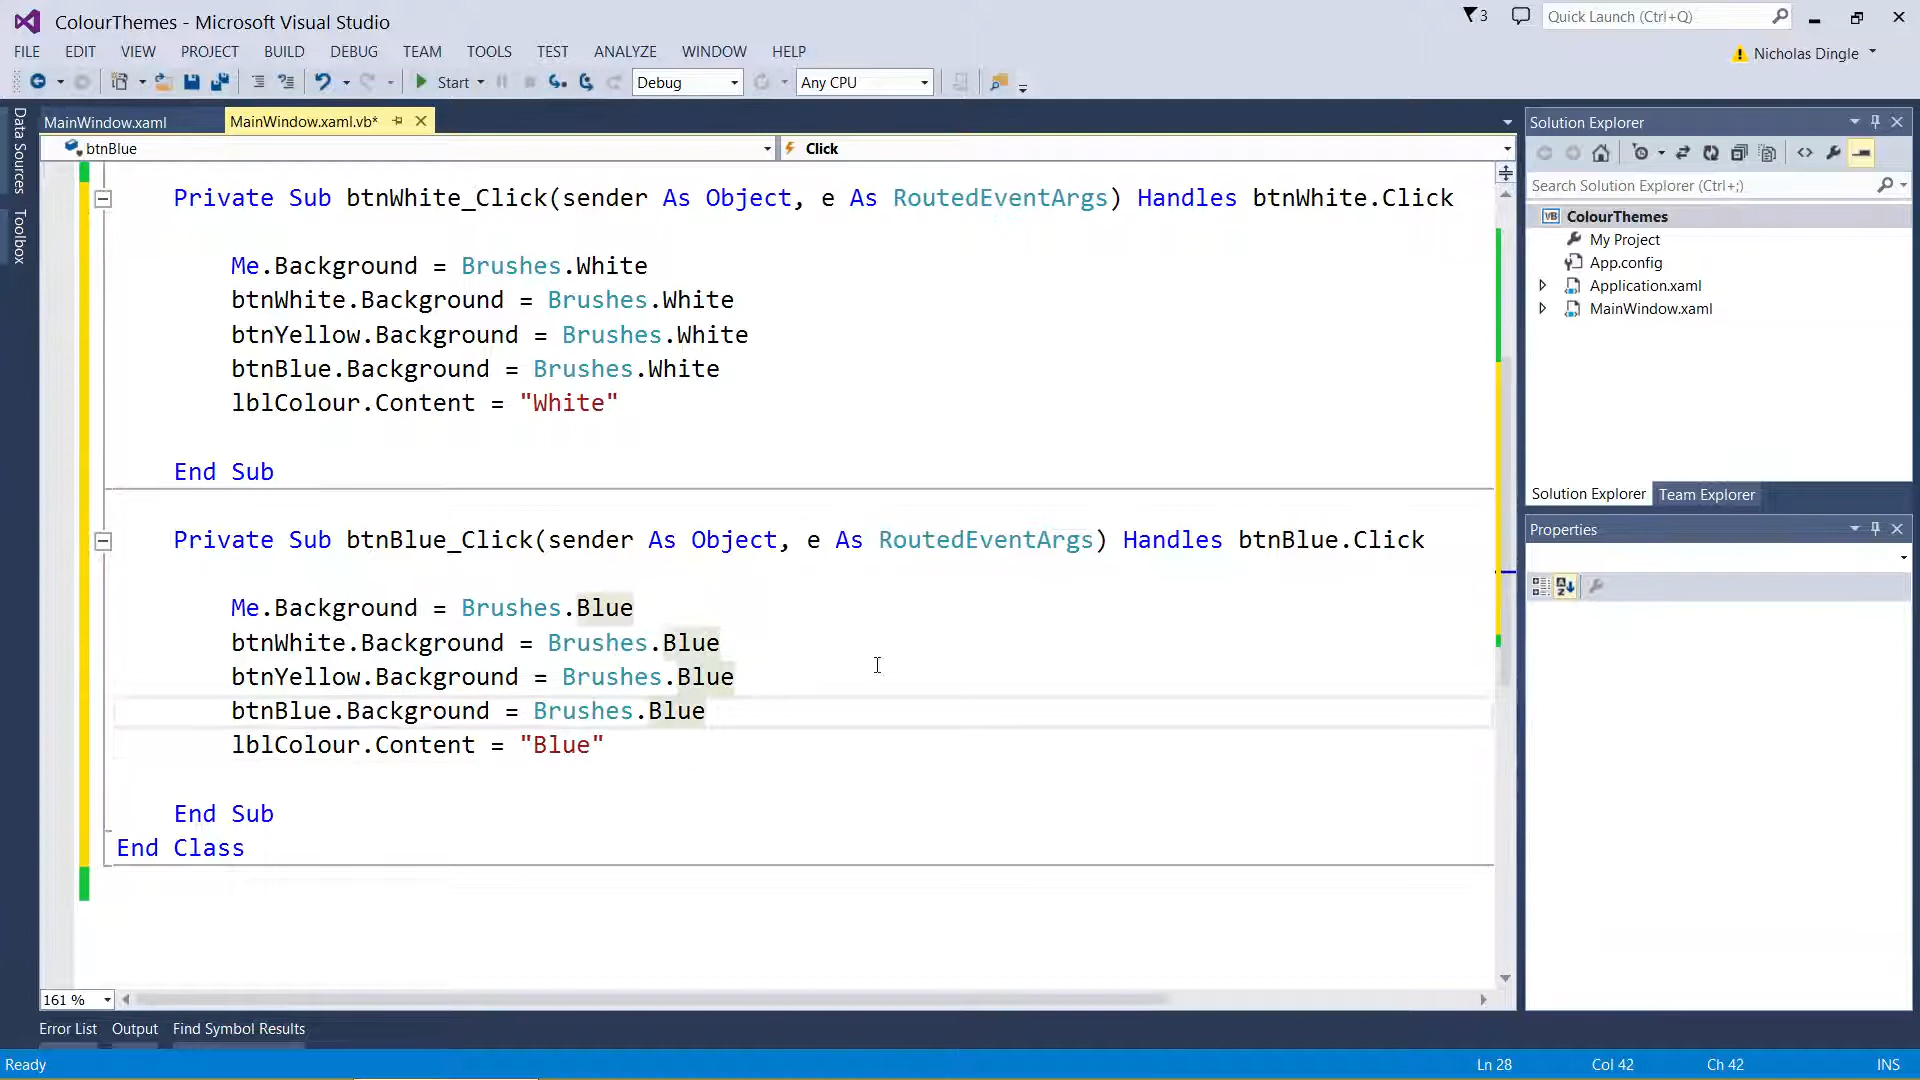 ColourThemes - Microsoft Visual Studio
3
Quick Launch (Ctrl+Q)
FILE EDIT VIEW PROJECT BUILD DEBUG TEAM TOOLS TEST ANALYZE WINDOW HELP
Nicholas Dingle
Start
Debug
Any CPU
Data Sources
Toolbox
MainWindow.xaml
MainWindow.xaml.vb*
btnBlue
Click
Private Sub btnWhite_Click(sender As Object, e As RoutedEventArgs) Handles btnWhite.Click
Me.Background = Brushes.White
btnWhite.Background = Brushes.White
btnYellow.Background = Brushes.White
btnBlue.Background = Brushes.White
lblColour.Content = "White"
End Sub
Private Sub btnBlue_Click(sender As Object, e As RoutedEventArgs) Handles btnBlue.Click
Me.Background = Brushes.Blue
btnWhite.Background = Brushes.Blue
btnYellow.Background = Brushes.Blue
btnBlue.Background = Brushes.Blue
lblColour.Content = "Blue"
End Sub
End Class
161 %
Solution Explorer
Search Solution Explorer (Ctrl+;)
VB ColourThemes
My Project
App.config
Application.xaml
MainWindow.xaml
Solution Explorer Team Explorer
Properties
Error List Output Find Symbol Results
Ready
Ln 28 Col 42 Ch 42 INS